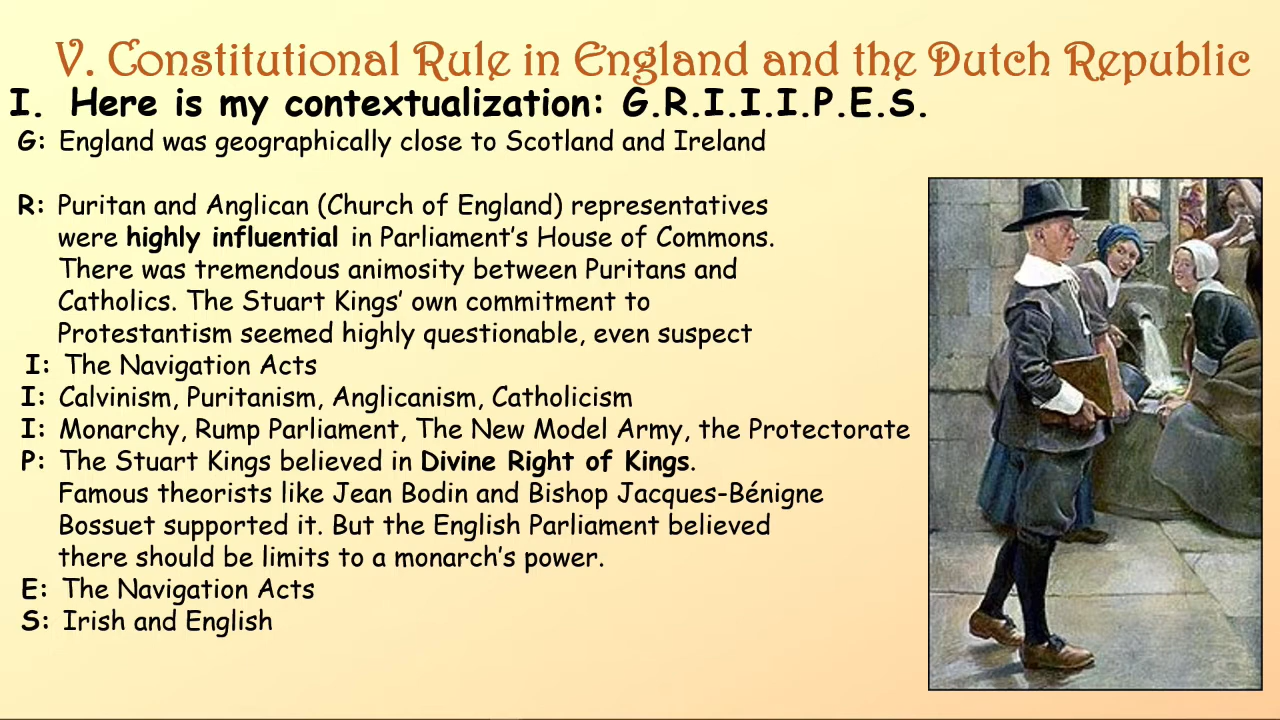 V. Constitutional Rule in England and the Dutch Republic
I. Here is my contextualization: G.R.I.I.I.P.E.S.
G: England was geographically close to Scotland and Ireland
R: Puritan and Anglican (Church of England) representatives
were highly influential in Parliament's House of Commons.
There was tremendous animosity between Puritans and
Catholics. The Stuart Kings' own commitment to
Protestantism seemed highly questionable, even suspect
I: The Navigation Acts
I: Calvinism, Puritanism, Anglicanism, Catholicism
I: Monarchy, Rump Parliament, The New Model Army, the Protectorate
P: The Stuart Kings believed in Divine Right of Kings.
Famous theorists like Jean Bodin and Bishop Jacques-Bénigne
Bossuet supported it. But the English Parliament believed
there should be limits to a monarch's power.
E: The Navigation Acts
S: Irish and English